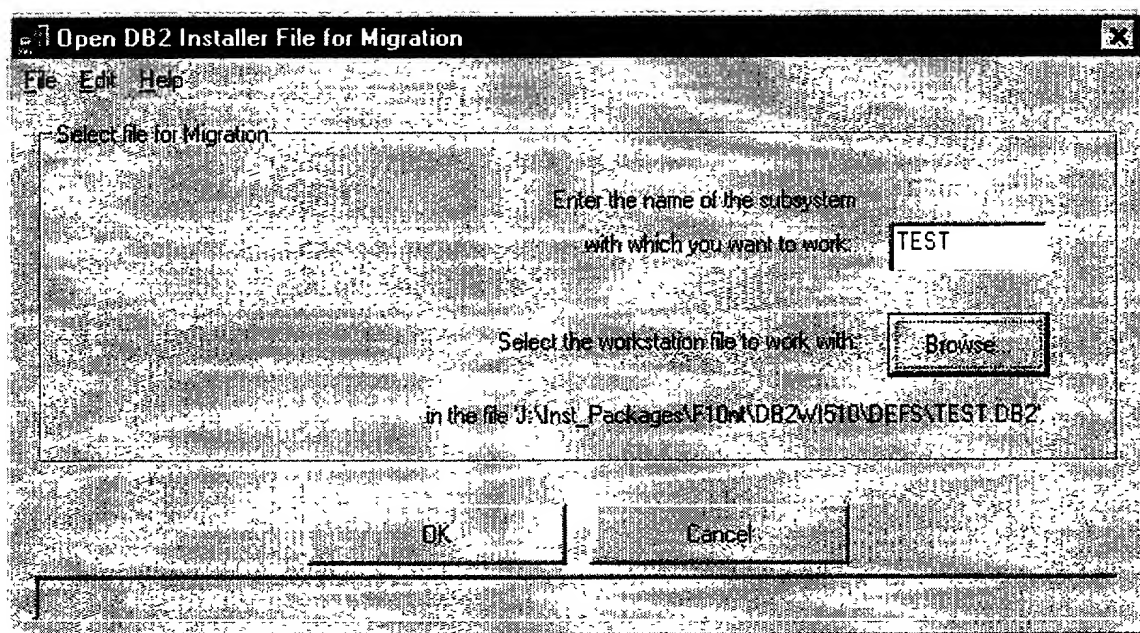 Open DB2 Installer File for Migration
File Edit Help
Select file for Migration
Enter the name of the subsystem
with which you want to work:
TEST
Select the workstation file to work with:
Browse...
in the file 'J:\Inst_Packages\F10nt\DB2WI510\DEFS\TEST.DB2'.
OK
Cancel